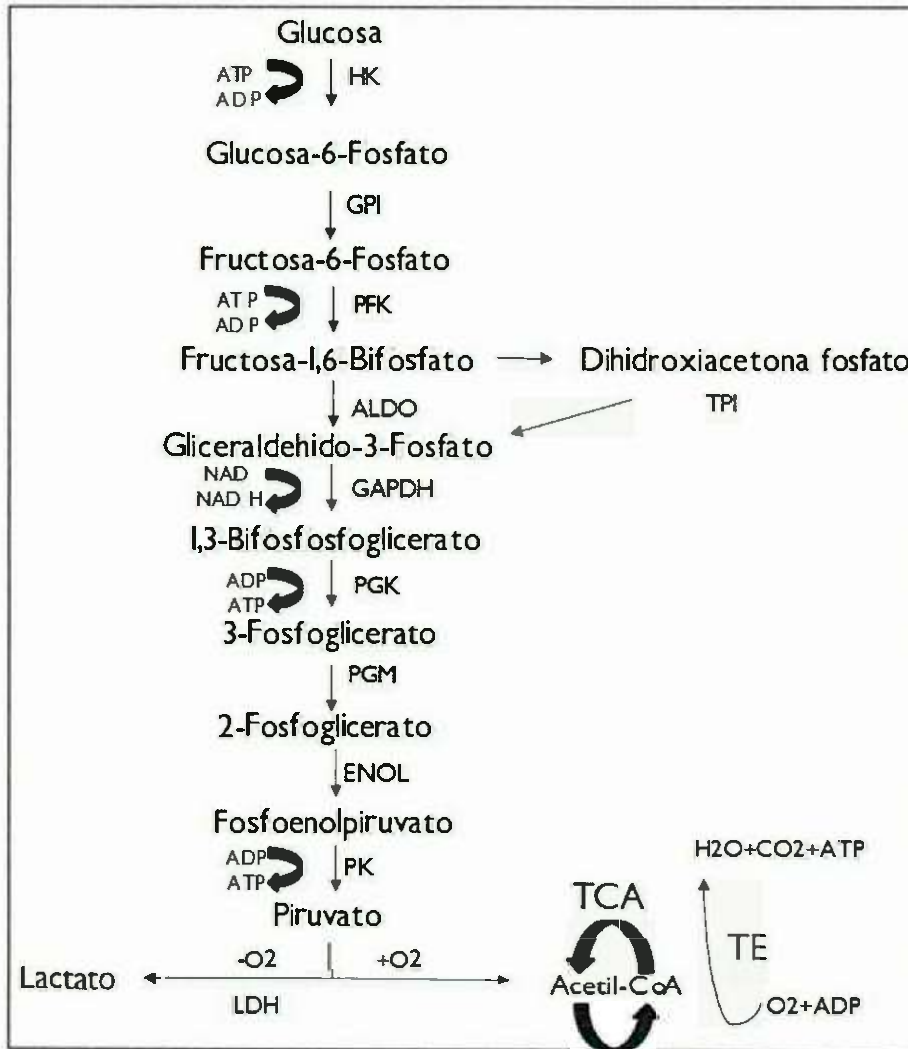 Glucosa
ATP
ADP
HK
Glucosa-6-Fosfato
GPI
Fructosa-6-Fosfato
ATP
ADP
PFK
Fructosa-1,6-Bifosfato
Dihidroxiacetona fosfato
ALDO
TPI
Gliceraldehido-3-Fosfato
NAD
NADH
GAPDH
1,3-Bifosfosfoglicerato
ADP
ATP
PGK
3-Fosfoglicerato
PGM
2-Fosfoglicerato
ENOL
Fosfoenolpiruvato
ADP
ATP
PK
H2O+CO2+ATP
Piruvato
TCA
TE
-O2
+O2
Lactato
LDH
Acetil-CoA
O2+ADP